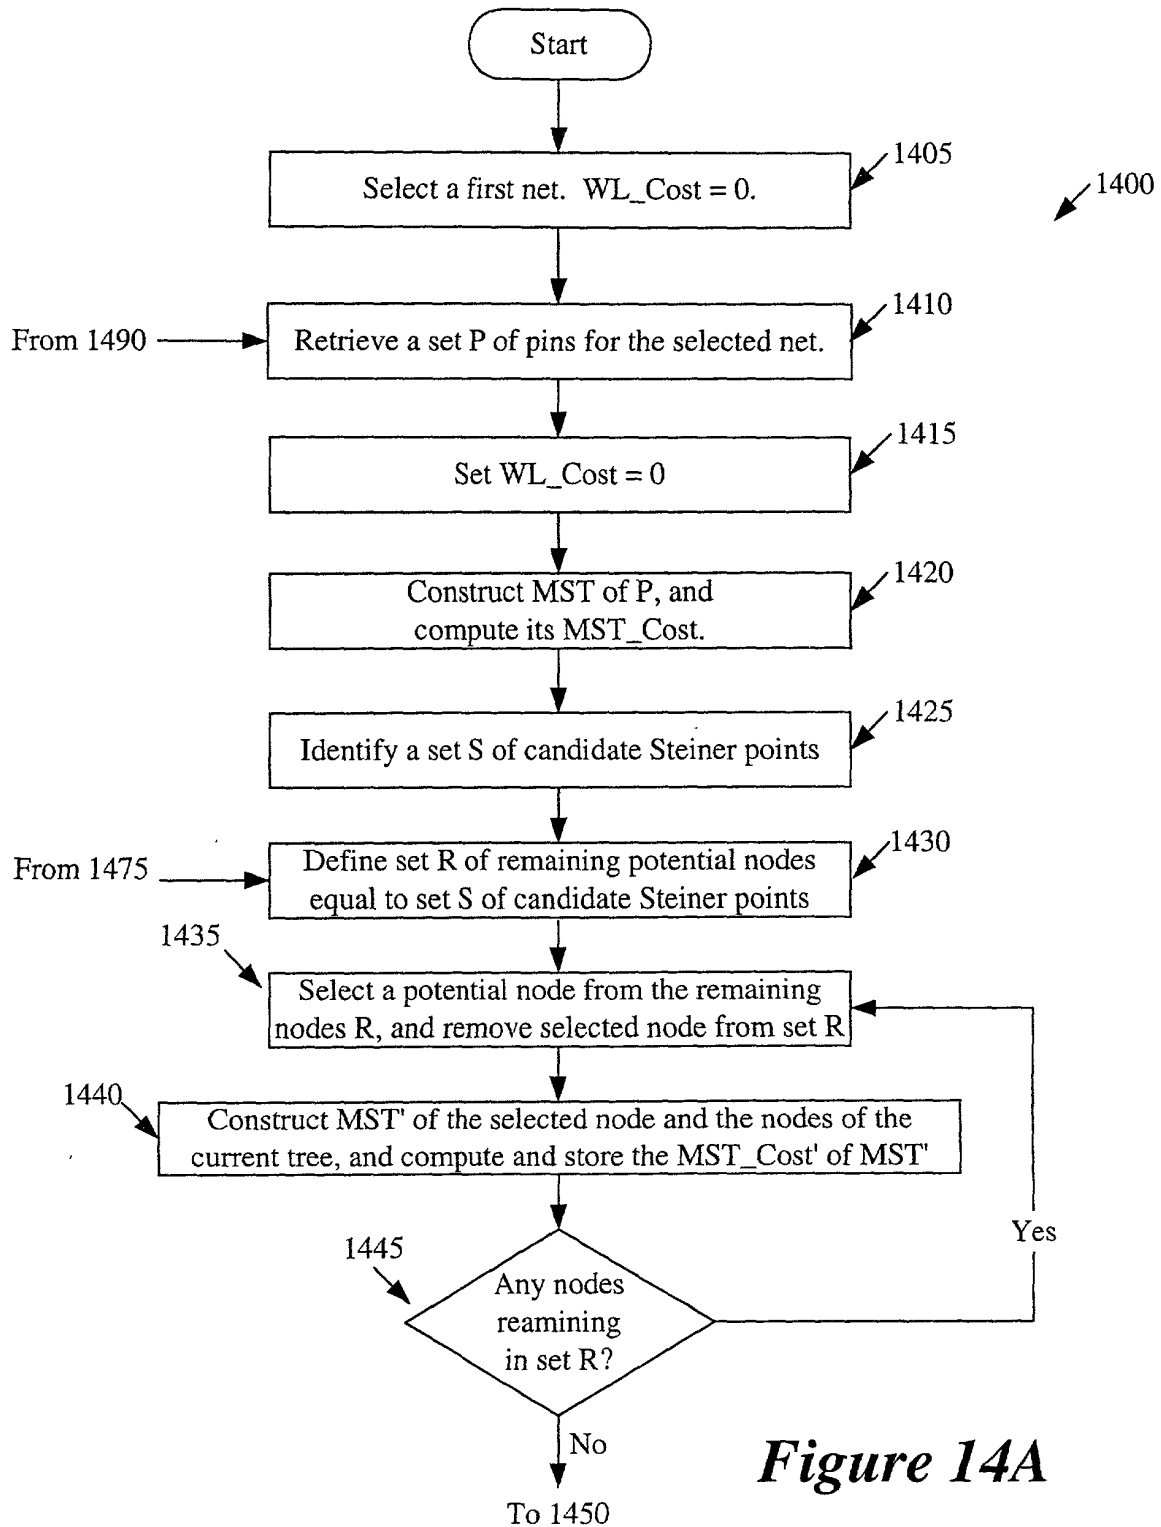 Start
1405
Select a first net. WL_Cost = 0.
1400
1410
From 1490
Retrieve a set P of pins for the selected net.
1415
Set WL_Cost = 0
1420
Construct MST of P, and
compute its MST_Cost.
1425
Identify a set S of candidate Steiner points
1430
From 1475
Define set R of remaining potential nodes
equal to set S of candidate Steiner points
1435
Select a potential node from the remaining
nodes R, and remove selected node from set R
1440
Construct MST' of the selected node and the nodes of the
current tree, and compute and store the MST_Cost' of MST'
Yes
1445
Any nodes
reamining
in set R?
No
Figure 14A
To 1450